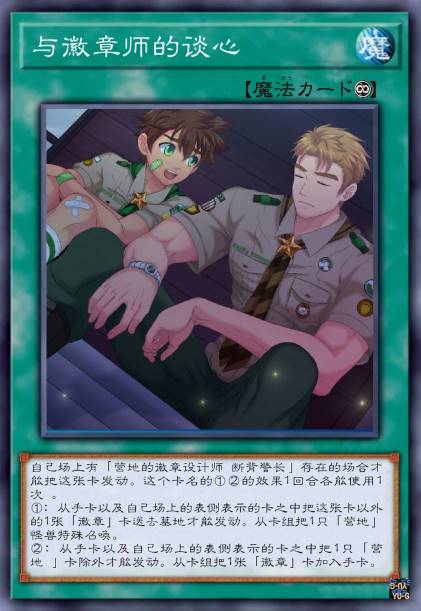 与徽章师的谈心
魔
【魔法カード
自己场上有「营地的徽章设计师 断背营长」存在的场合才
能把这张卡发动。这个卡名的①②的效果1回合各能使用1
次 。
①：从手卡以及自己场上的表侧表示的卡之中把这张卡以外
的1张「徽章」卡送去墓地才能发动。从卡组把1只「营地」
怪兽特殊召唤。
②：从手卡以及自己场上的表侧表示的卡之中把1只「营
地 」卡除外才能发动。从卡组把1张「徽章」卡加入手卡。